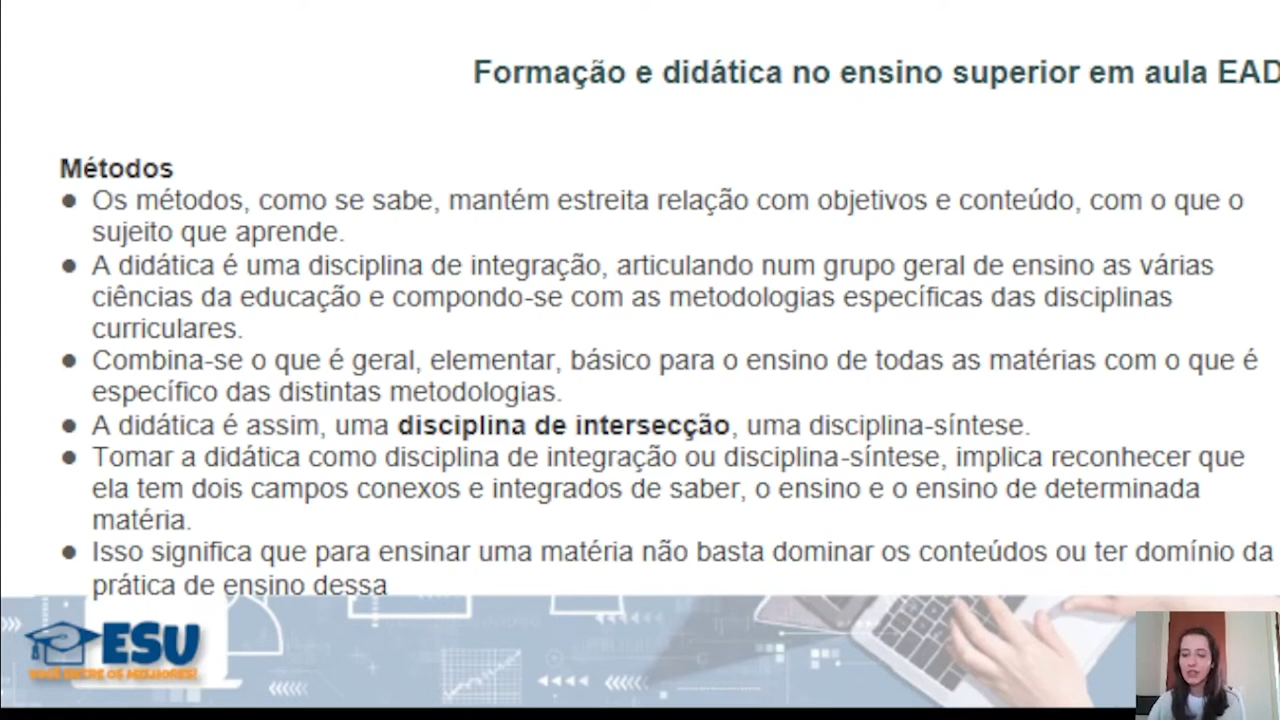 Formação e didática no ensino superior em aula EAD
Métodos
● Os métodos, como se sabe, mantém estreita relação com objetivos e conteúdo, com o que o
sujeito que aprende.
● A didática é uma disciplina de integração, articulando num grupo geral de ensino as várias
ciências da educação e compondo-se com as metodologias específicas das disciplinas
curriculares.
● Combina-se o que é geral, elementar, básico para o ensino de todas as matérias com o que é
específico das distintas metodologias.
● A didática é assim, uma disciplina de intersecção, uma disciplina-síntese.
● Tomar a didática como disciplina de integração ou disciplina-síntese, implica reconhecer que
ela tem dois campos conexos e integrados de saber, o ensino e o ensino de determinada
matéria.
● Isso significa que para ensinar uma matéria não basta dominar os conteúdos ou ter domínio da
prática de ensino dessa
ESU
VOCÊ ENTRE OS MELHORES!